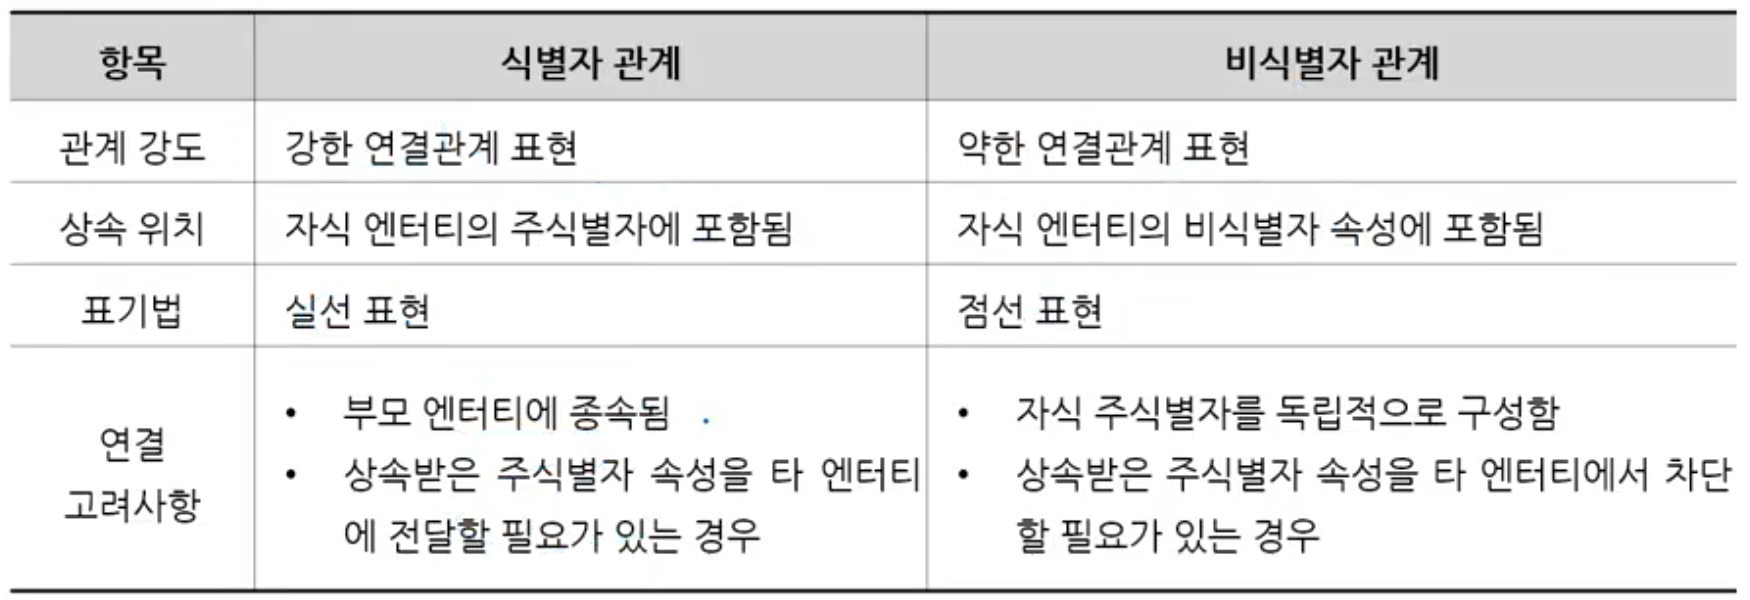 항목 식별자 관계 비식별자 관계
관계 강도 강한 연결관계 표현 약한 연결관계 표현
상속 위치 자식 엔터티의 주식별자에 포함됨 자식 엔터티의 비식별자 속성에 포함됨
표기법 실선 표현 점선 표현
연결
고려사항
• 부모 엔터티에 종속됨
• 상속받은 주식별자 속성을 타 엔터티
에 전달할 필요가 있는 경우
• 자식 주식별자를 독립적으로 구성함
• 상속받은 주식별자 속성을 타 엔터티에서 차단
할 필요가 있는 경우